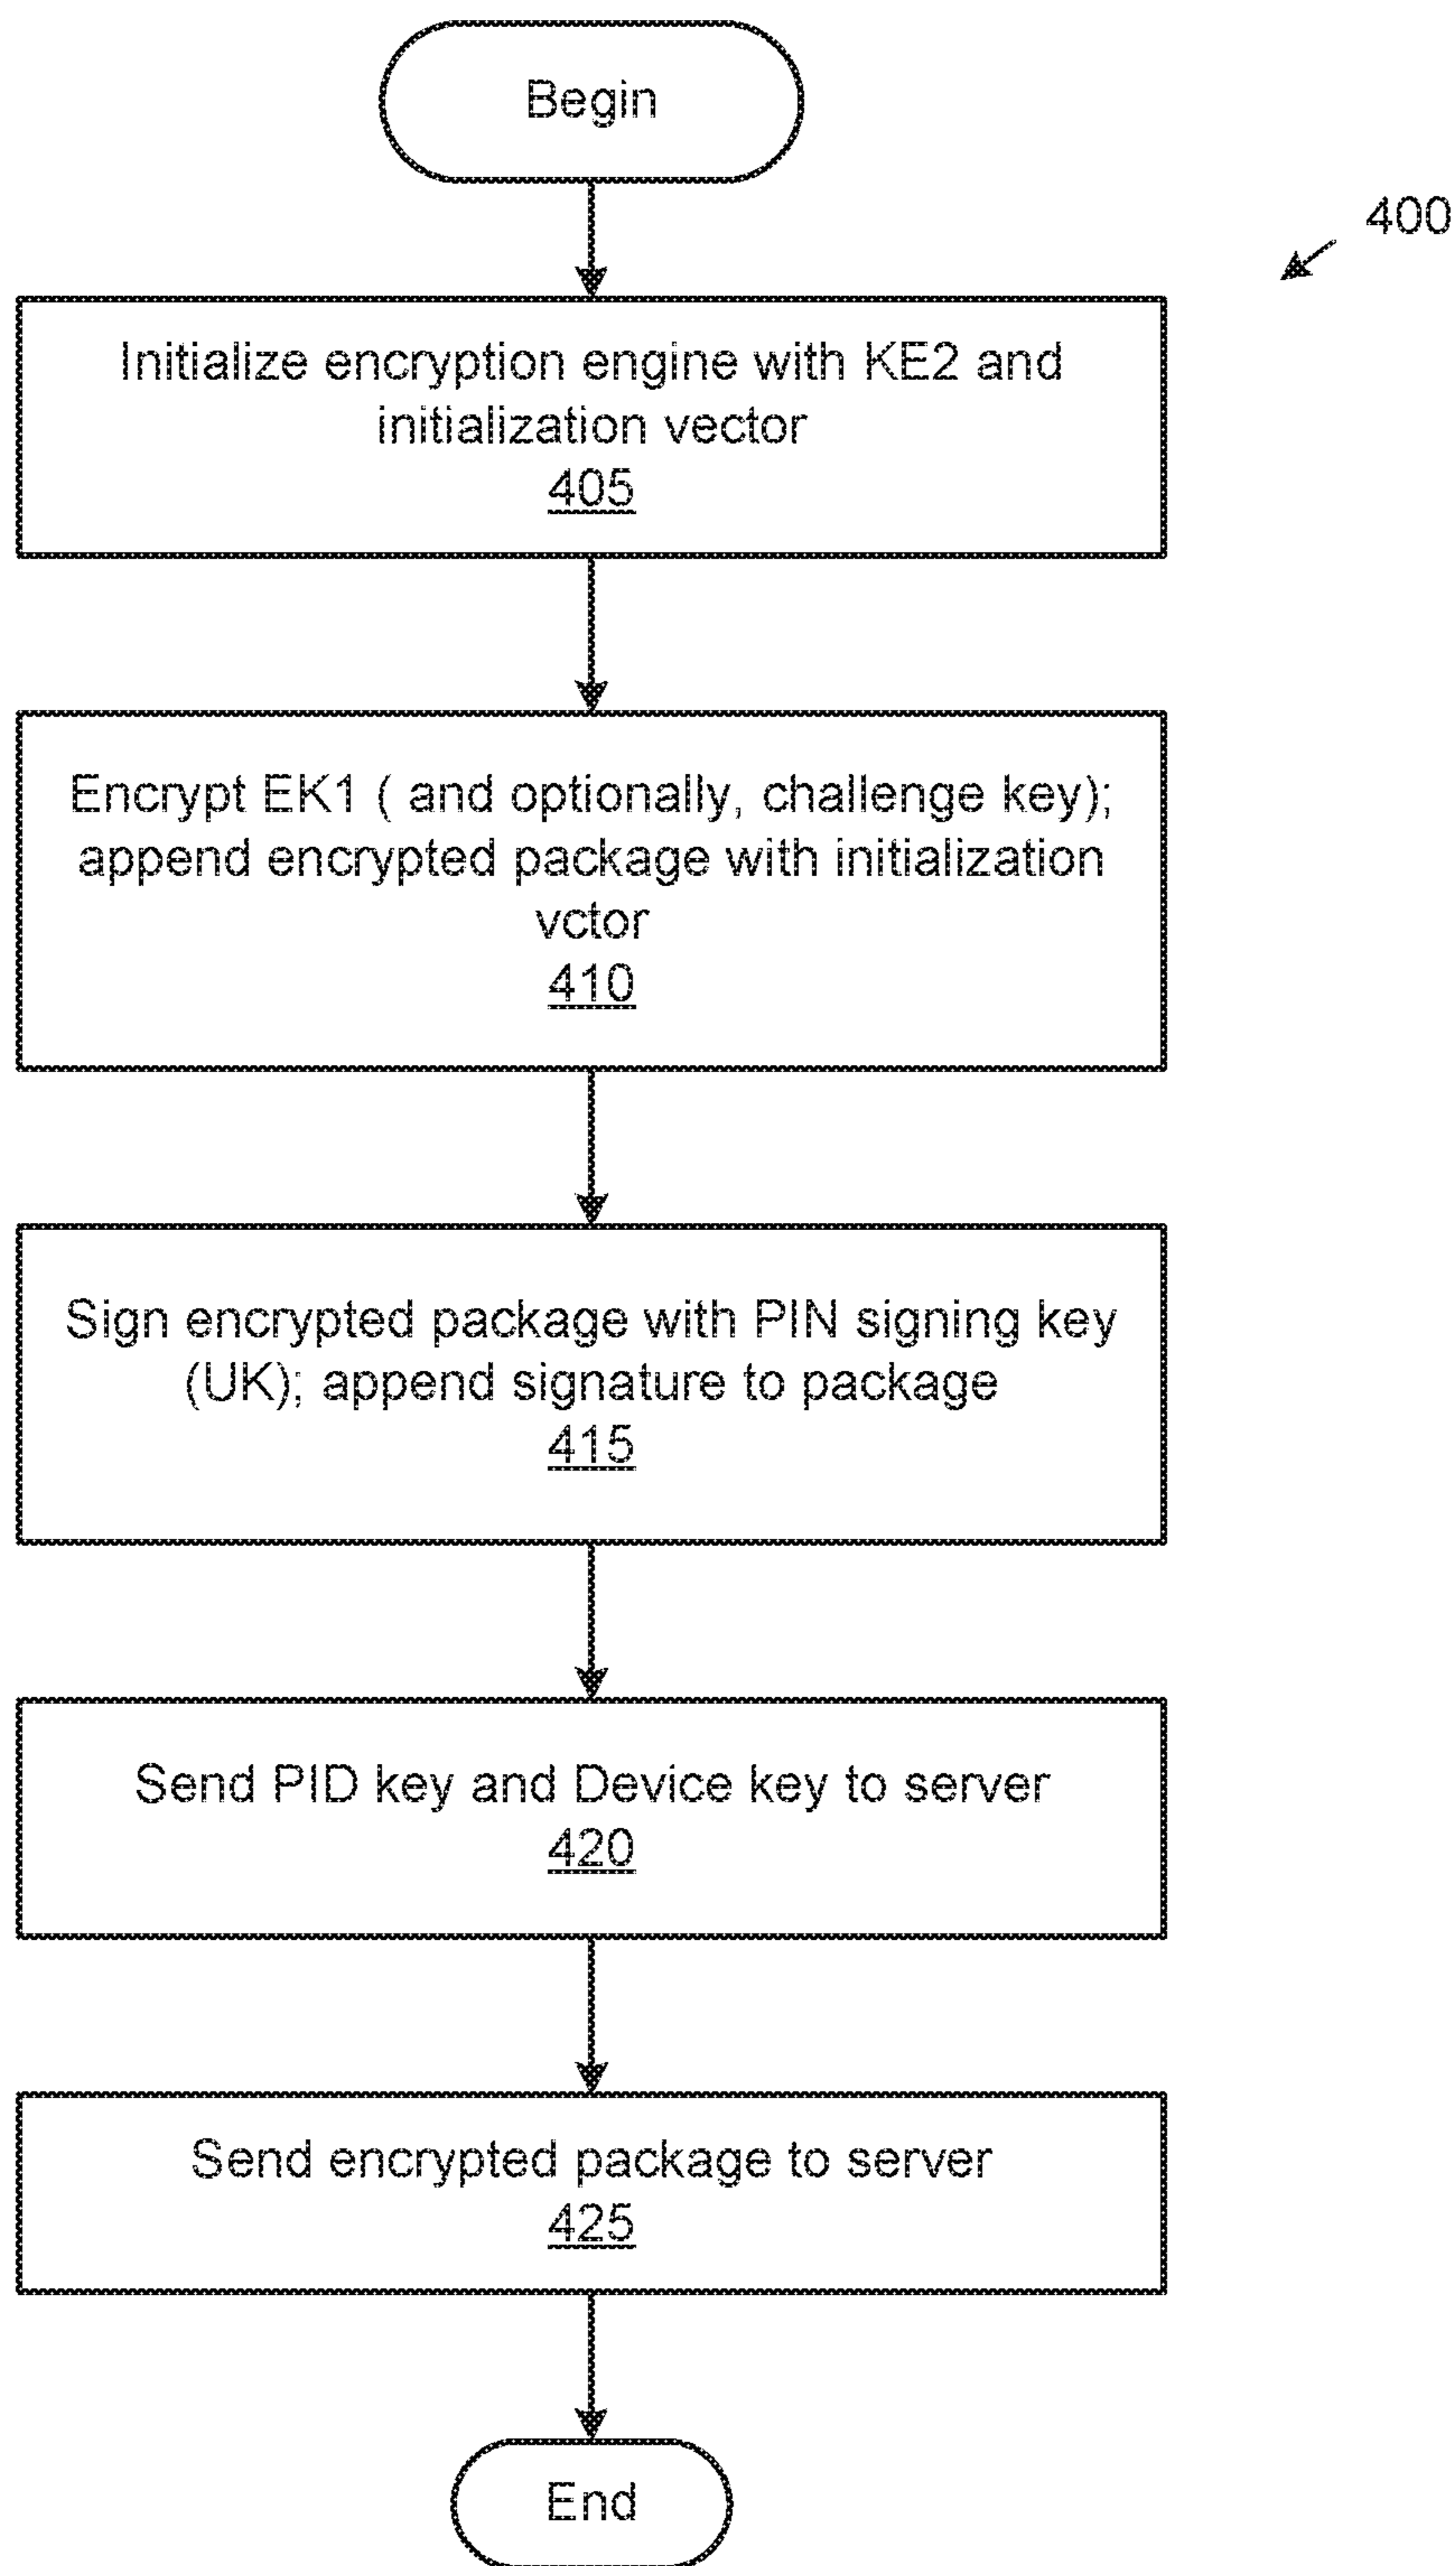 Begin
400
Initialize encryption engine with KE2 and
initialization vector
405
Encrypt EK1 ( and optionally, challenge key);
append encrypted package with initialization
vctor
410
Sign encrypted package with PIN signing key
(UK); append signature to package
415
Send PID key and Device key to server
420
Send encrypted package to server
425
End